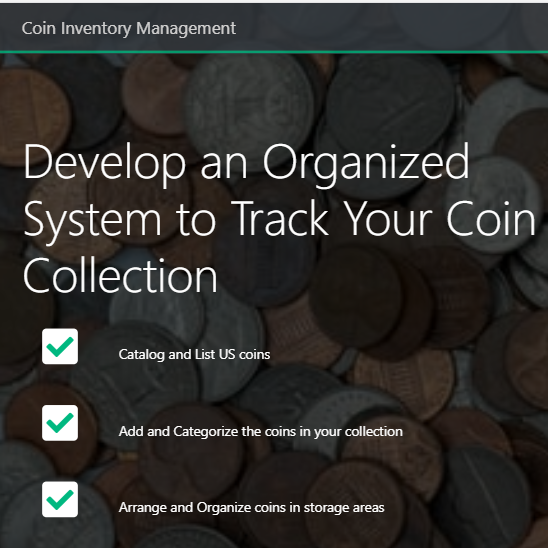 Coin Inventory Management
Develop an Organized
System to Track Your Coin
Collection
Catalog and List US coins
Add and Categorize the coins in your collection
Arrange and Organize coins in storage areas